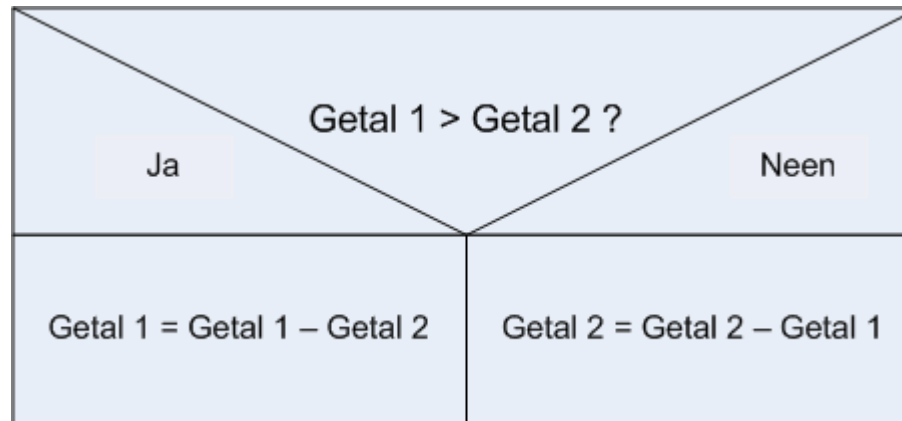 Getal 1 > Getal 2 ?
Ja
Neen
Getal 1 = Getal 1 – Getal 2
Getal 2 = Getal 2 – Getal 1